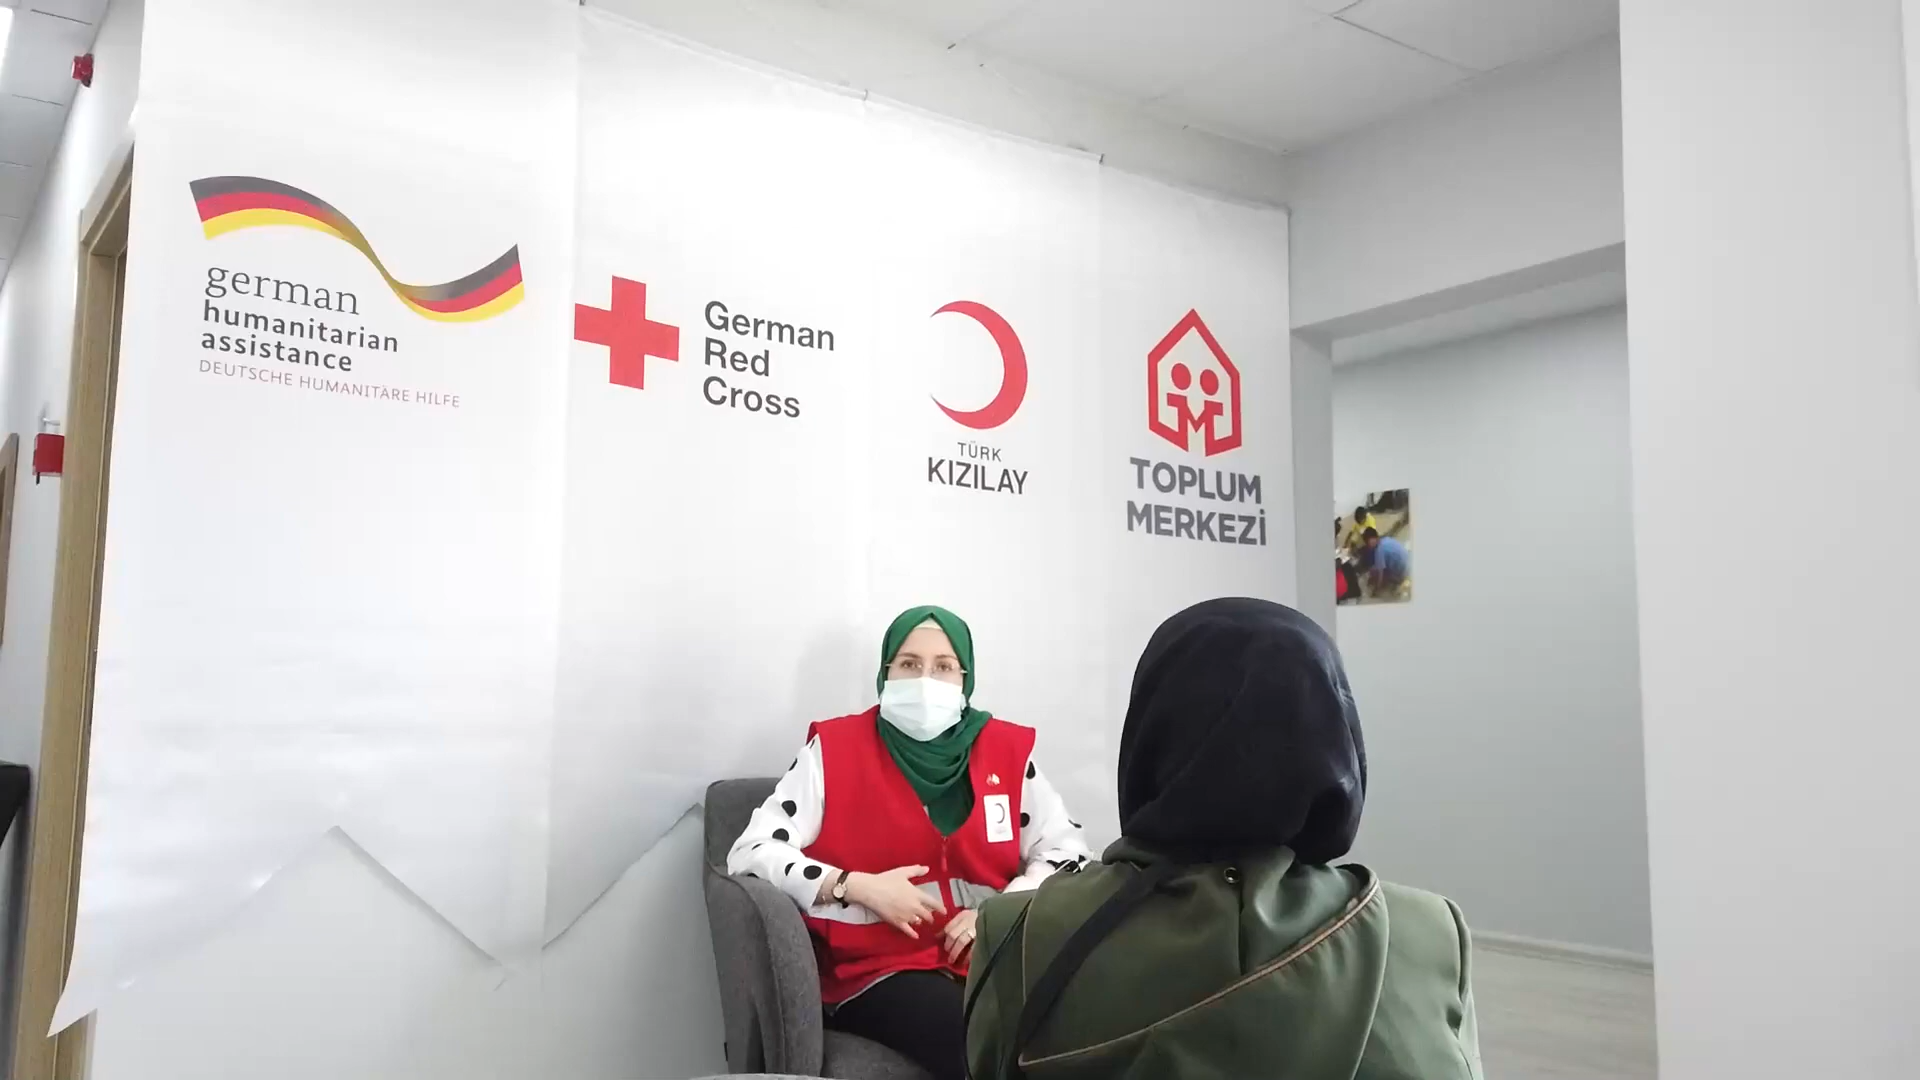 german
humanitarian
assistance
DEUTSCHE HUMANITÄRE HILFE
German
Red
Cross
TÜRK
KIZILAY
TOPLUM
MERKEZİ